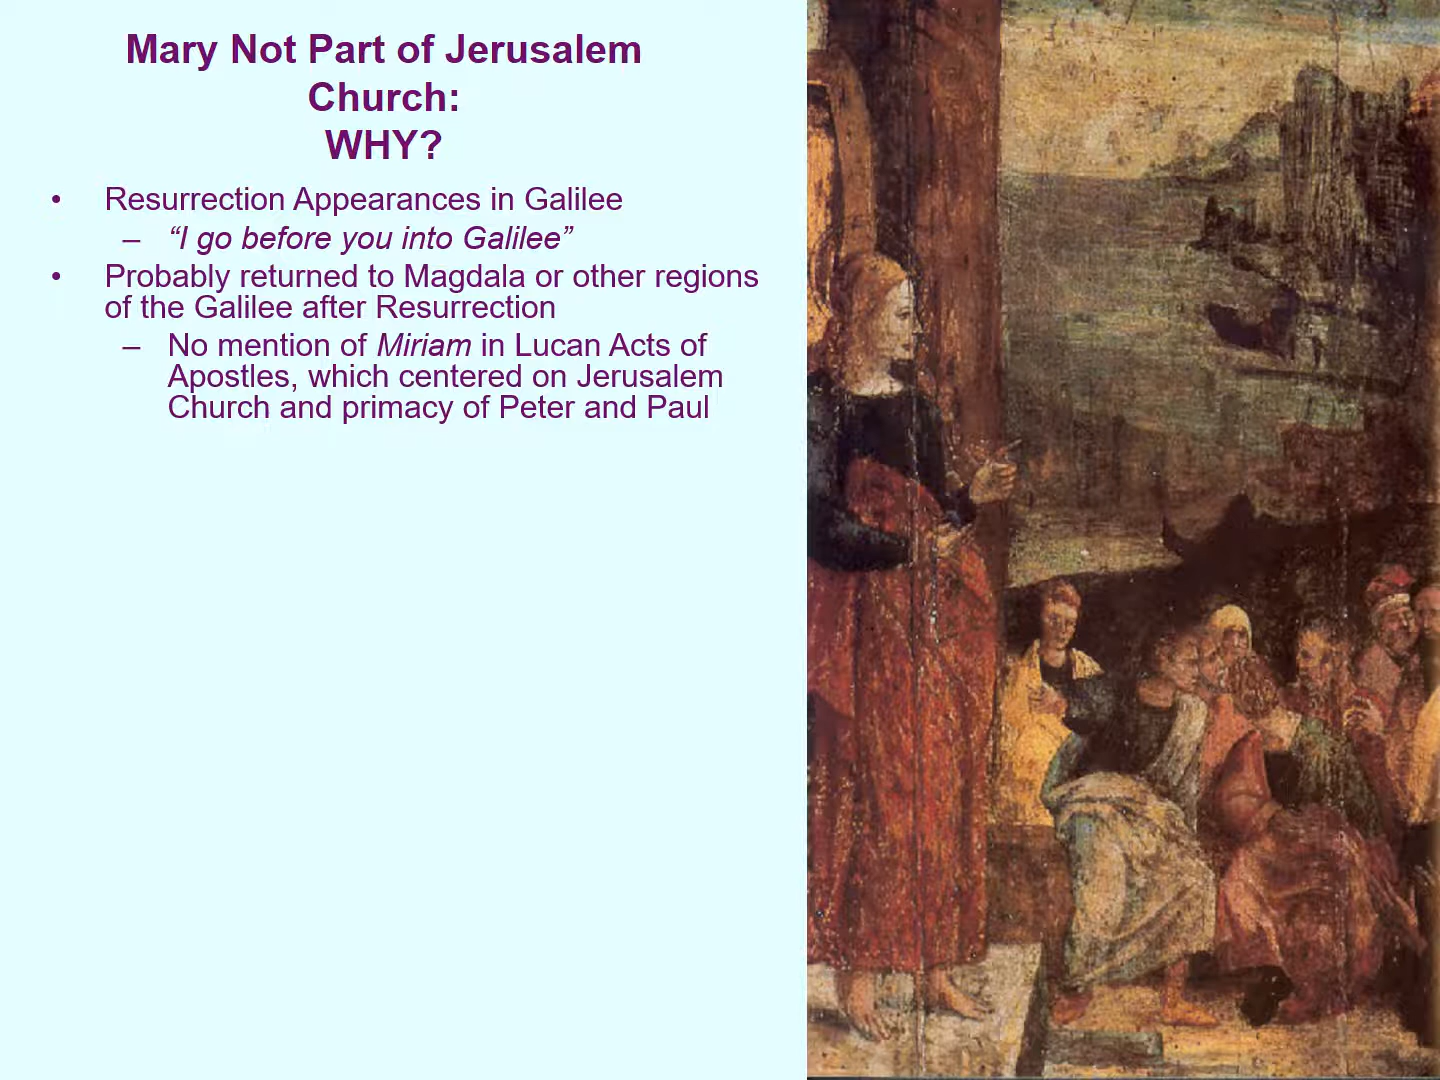 Mary Not Part of Jerusalem
Church:
WHY?
• Resurrection Appearances in Galilee
– “I go before you into Galilee”
• Probably returned to Magdala or other regions
of the Galilee after Resurrection
– No mention of Miriam in Lucan Acts of
Apostles, which centered on Jerusalem
Church and primacy of Peter and Paul